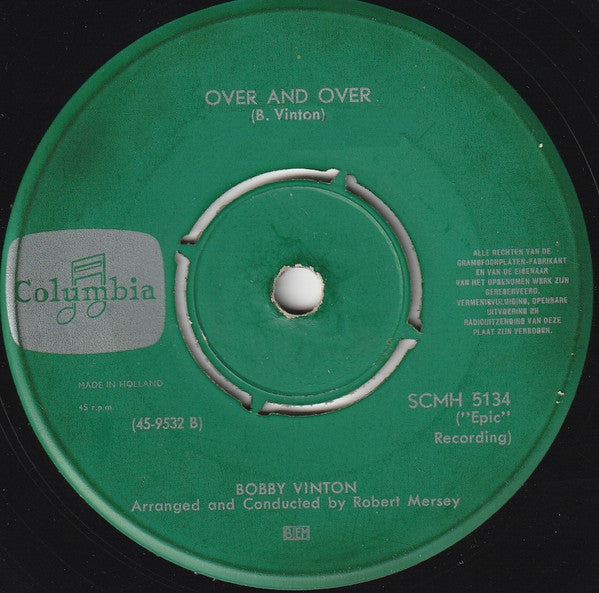 OVER AND OVER
(B. Vinton)
Columbia
ALLE RECHTEN VAN DE
GRAMOFOONPLATEN-FABRIKANT
EN VAN DE EIGENAAR
VAN HET OPGENOMEN WERK ZIJN
GERESERVEERD.
VERMENIGVULDIGING, OPENBARE
UITVOERING EN
RADIOUITZENDING VAN DEZE
PLAAT ZIJN VERBODEN.
MADE IN HOLLAND
45 r.p.m.
(45-9532 B)
SCMH 5134
("Epic"
Recording)
BOBBY VINTON
Arranged and Conducted by Robert Mersey
BIEM